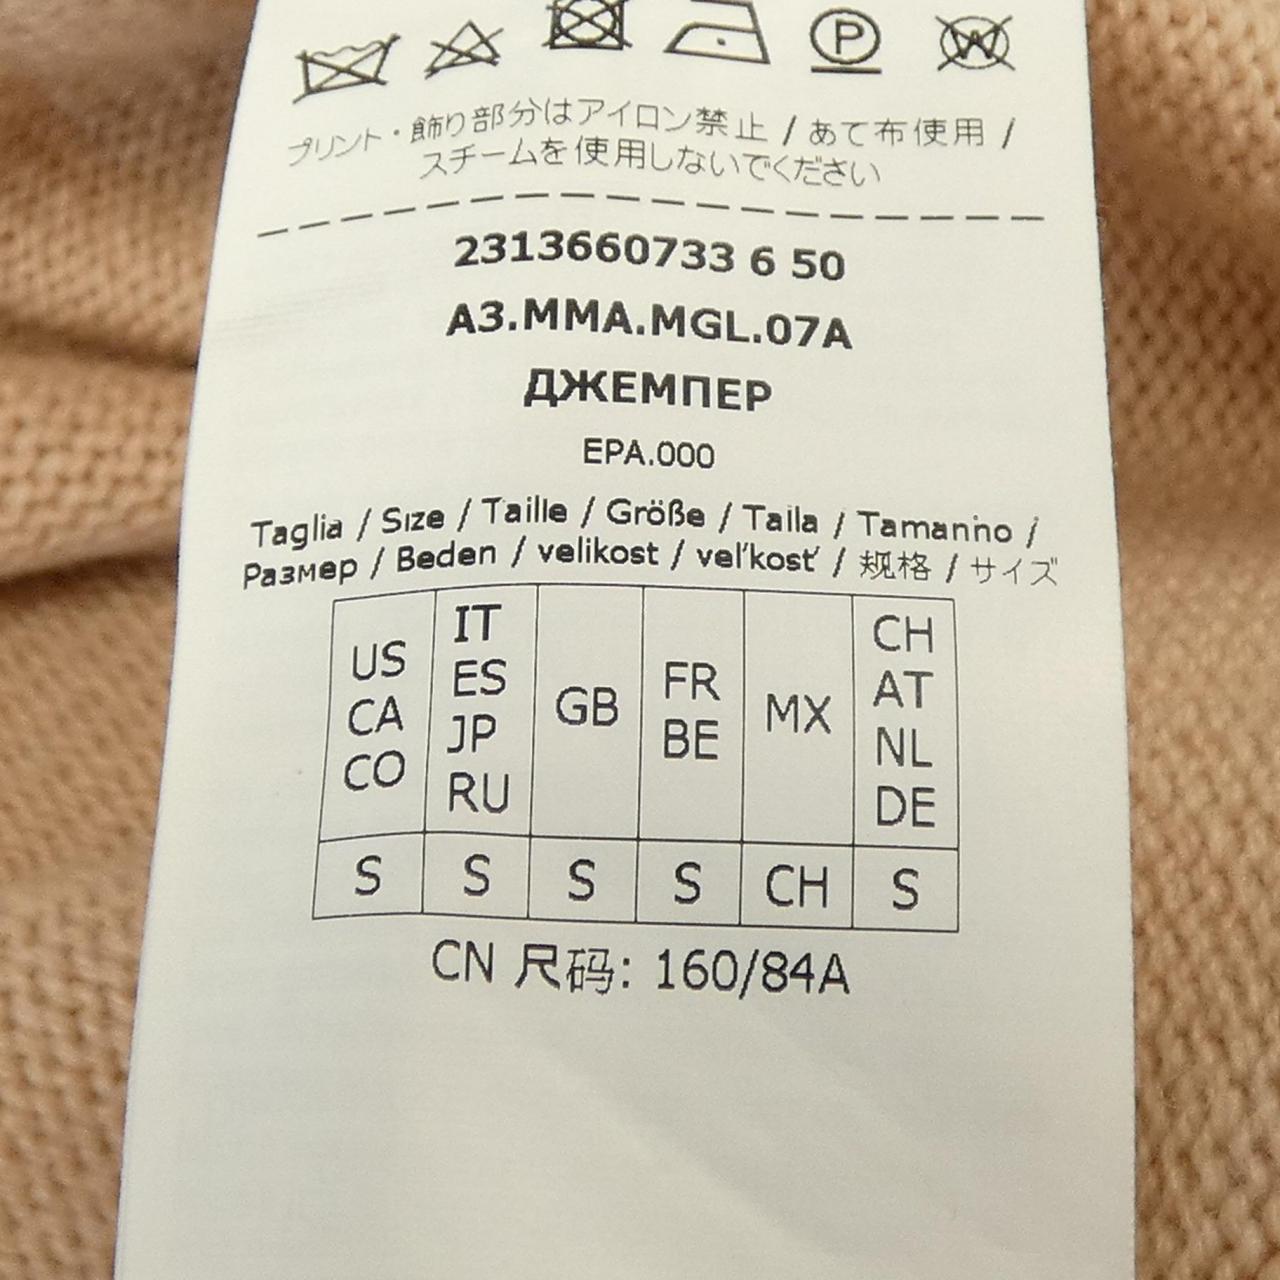 プリント・飾り部分はアイロン禁止 / あて布使用 /
スチームを使用しないでください
2313660733 6 50
A3.MMA.MGL.07A
ДЖЕМПЕР
EPA.000
Taglia / Size / Taille / Größe / Talla / Tamanho /
Размер / Beden / velikost / veľkosť / 规格 / サイズ
US CA CO
IT ES JP RU
GB
FR BE
MX
CH AT NL DE
S S S S CH S
CN 尺码: 160/84A